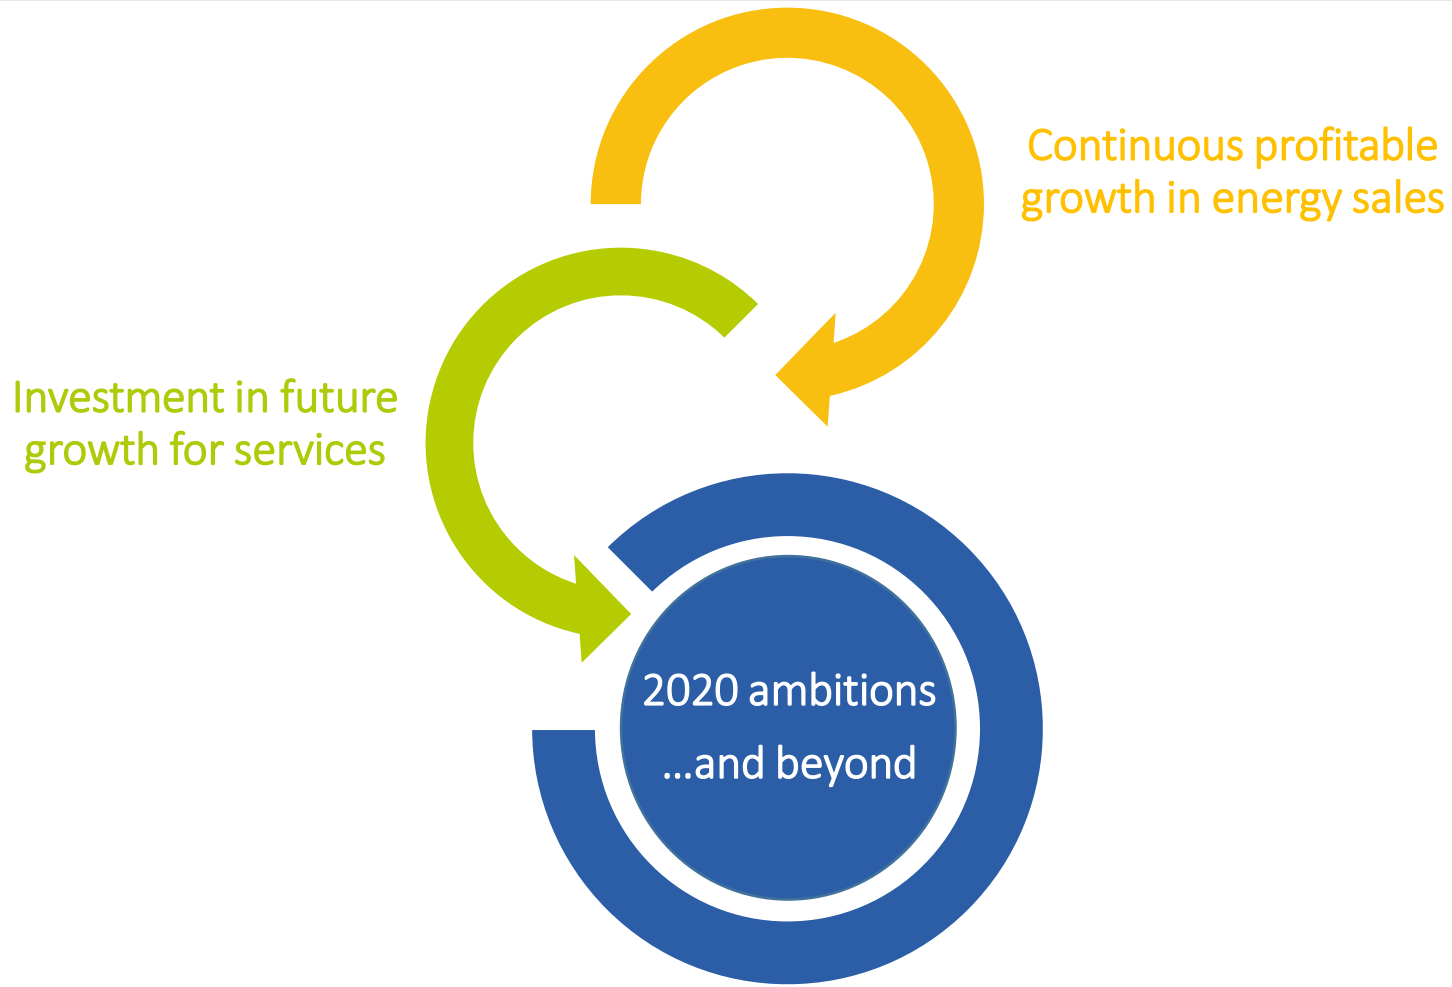 Continuous profitable
growth in energy sales
Investment in future
growth for services
2020 ambitions
...and beyond